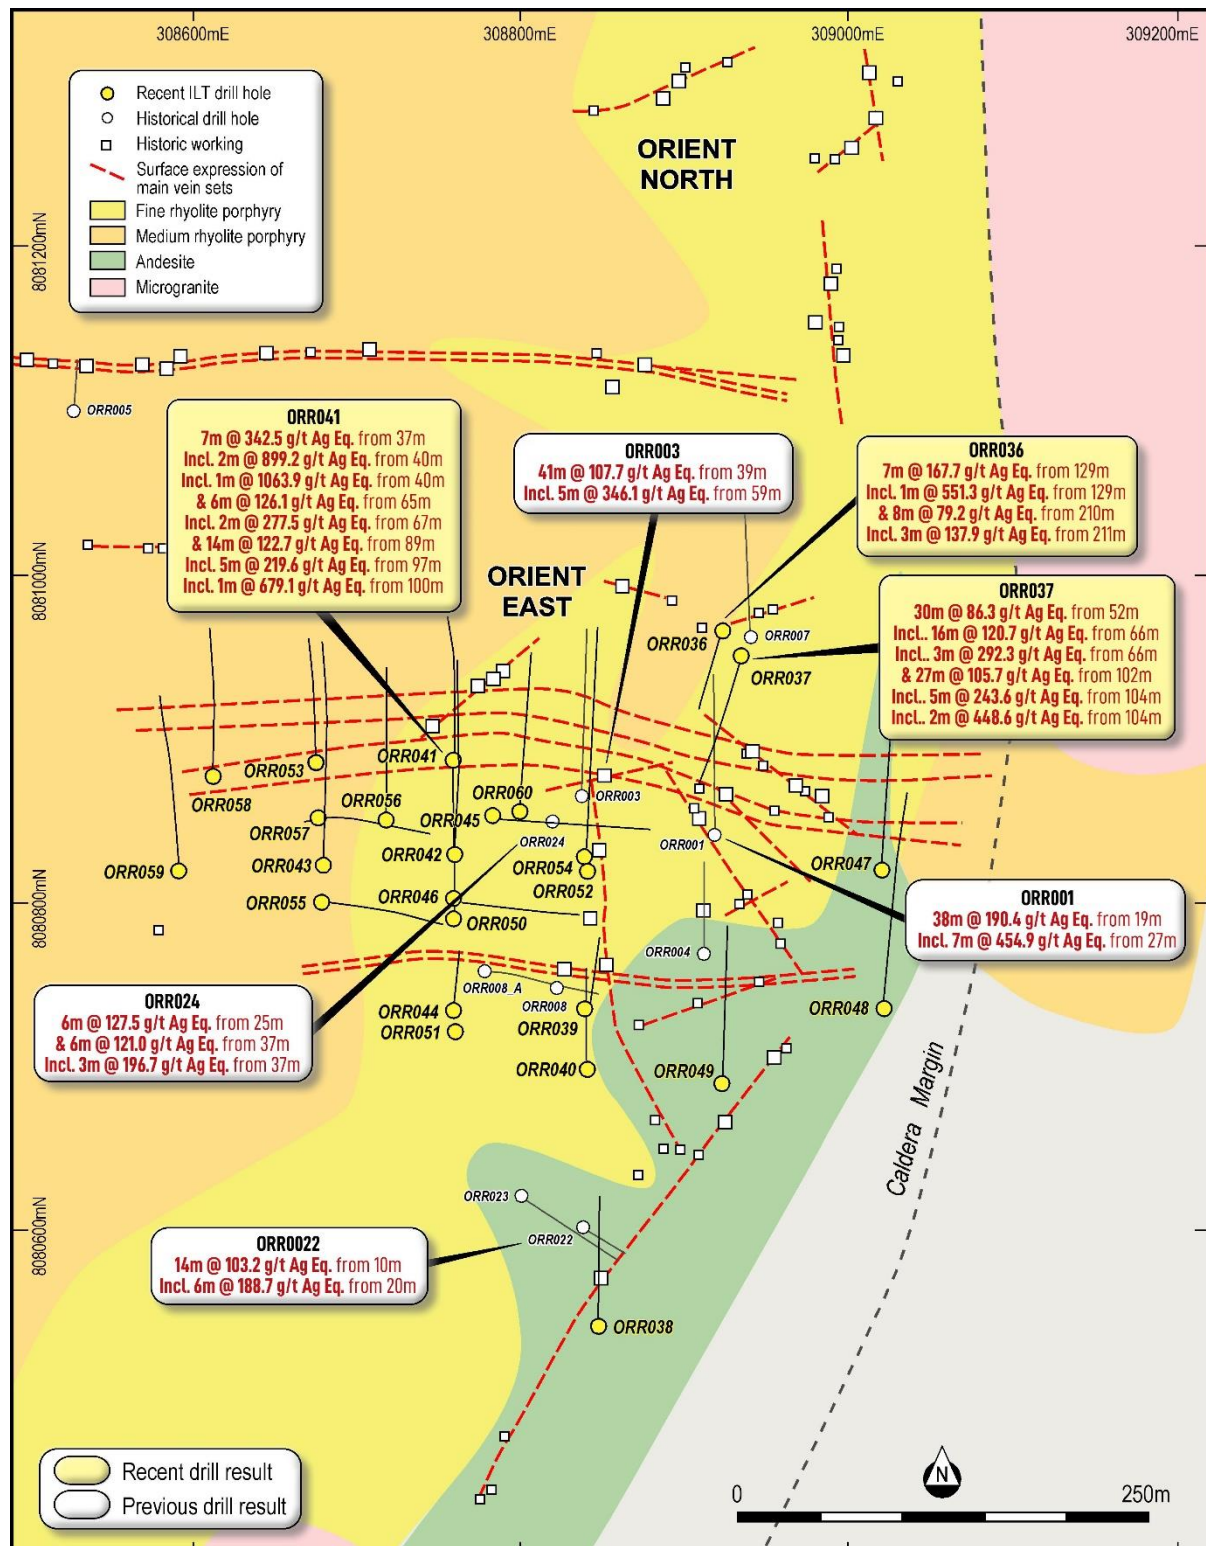 308600mE
308800mE
309000mE
309200mE
Recent ILT drill hole
Historical drill hole
Historic working
Surface expression of
main vein sets
Fine rhyolite porphyry
Medium rhyolite porphyry
Andesite
Microgranite
ORIENT
NORTH
8081200mN
ORR005
ORR041
7m @ 342.5 g/t Ag Eq. from 37m
Incl. 2m @ 899.2 g/t Ag Eq. from 40m
Incl. 1m @ 1063.9 g/t Ag Eq. from 40m
& 6m @ 126.1 g/t Ag Eq. from 65m
Incl. 2m @ 277.5 g/t Ag Eq. from 67m
& 14m @ 122.7 g/t Ag Eq. from 89m
Incl. 5m @ 219.6 g/t Ag Eq. from 97m
Incl. 1m @ 679.1 g/t Ag Eq. from 100m
ORR003
41m @ 107.7 g/t Ag Eq. from 39m
Incl. 5m @ 346.1 g/t Ag Eq. from 59m
ORR036
7m @ 167.7 g/t Ag Eq. from 129m
Incl. 1m @ 551.3 g/t Ag Eq. from 129m
& 8m @ 79.2 g/t Ag Eq. from 210m
Incl. 3m @ 137.9 g/t Ag Eq. from 211m
8081000mN
ORIENT
EAST
ORR037
30m @ 86.3 g/t Ag Eq. from 52m
Incl.. 16m @ 120.7 g/t Ag Eq. from 66m
Incl.. 3m @ 292.3 g/t Ag Eq. from 66m
& 27m @ 105.7 g/t Ag Eq. from 102m
Incl.. 5m @ 243.6 g/t Ag Eq. from 104m
Incl.. 2m @ 448.6 g/t Ag Eq. from 104m
ORR036
ORR007
ORR037
ORR041
ORR053
ORR058
ORR056
ORR060
ORR003
ORR045
ORR024
ORR057
ORR001
ORR042
ORR043
ORR054
ORR059
ORR052
ORR047
ORR046
ORR055
ORR050
8080800mN
ORR001
38m @ 190.4 g/t Ag Eq. from 19m
Incl. 7m @ 454.9 g/t Ag Eq. from 27m
ORR004
ORR008_A
ORR008
ORR044
ORR039
ORR048
ORR051
ORR040
ORR049
ORR024
6m @ 127.5 g/t Ag Eq. from 25m
& 6m @ 121.0 g/t Ag Eq. from 37m
Incl. 3m @ 196.7 g/t Ag Eq. from 37m
Caldera Margin
ORR023
ORR022
8080600mN
ORR0022
14m @ 103.2 g/t Ag Eq. from 10m
Incl. 6m @ 188.7 g/t Ag Eq. from 20m
ORR038
Recent drill result
Previous drill result
N
0
250m